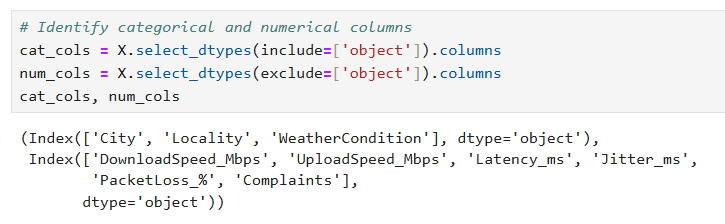 # Identify categorical and numerical columns
cat_cols = X.select_dtypes(include=['object']).columns
num_cols = X.select_dtypes(exclude=['object']).columns
cat_cols, num_cols
(Index(['City', 'Locality', 'WeatherCondition'], dtype='object'),
 Index(['DownloadSpeed_Mbps', 'UploadSpeed_Mbps', 'Latency_ms', 'Jitter_ms',
        'PacketLoss_%', 'Complaints'],
       dtype='object'))